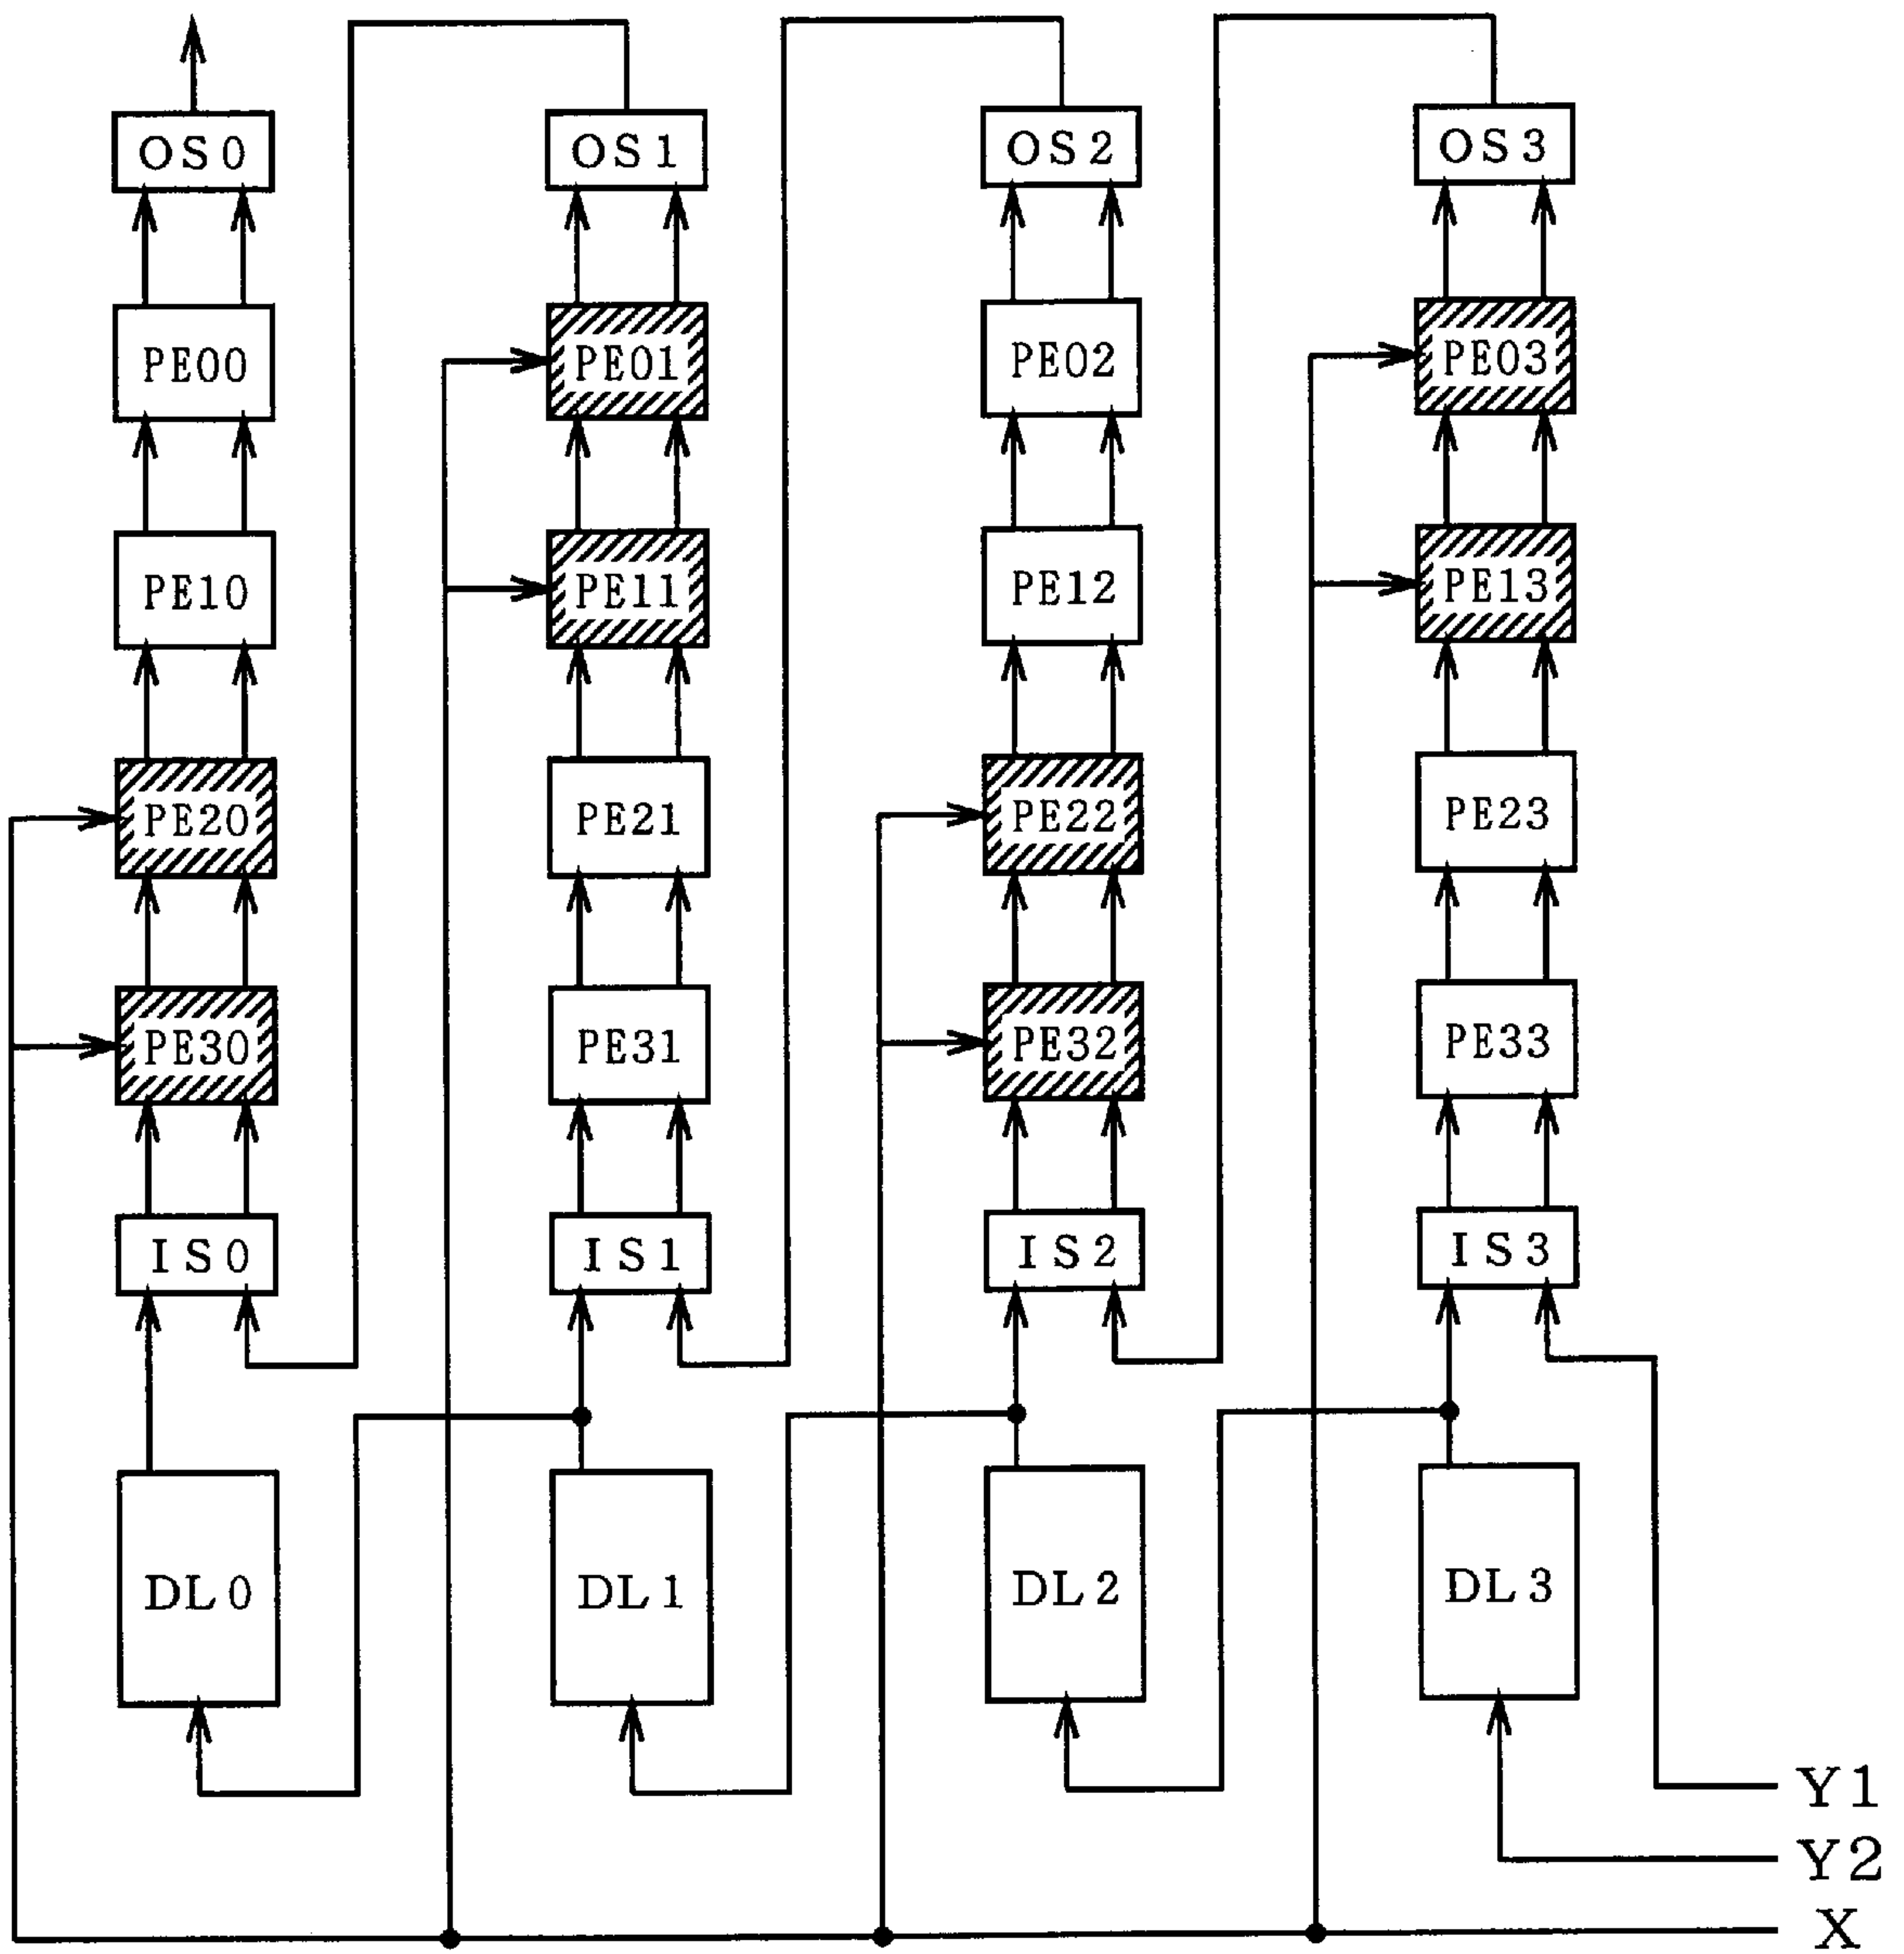 OS0 OS1 OS2 OS3
PE00 PE01 PE02 PE03
PE10 PE11 PE12 PE13
PE20 PE21 PE22 PE23
PE30 PE31 PE32 PE33
IS0 IS1 IS2 IS3
DL0 DL1 DL2 DL3
Y1
Y2
X